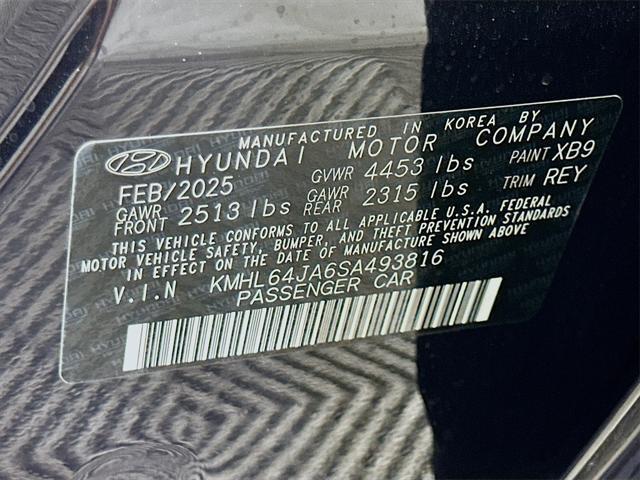 MANUFACTURED IN KOREA BY
HYUNDAI MOTOR COMPANY
FEB/2025 GVWR 4453 lbs PAINT XB9
GAWR FRONT 2513 lbs GAWR REAR 2315 lbs TRIM REY
THIS VEHICLE CONFORMS TO ALL APPLICABLE U.S.A. FEDERAL
MOTOR VEHICLE SAFETY, BUMPER, AND THEFT PREVENTION STANDARDS
IN EFFECT ON THE DATE OF MANUFACTURE SHOWN ABOVE
V.I.N KMHL64JA6SA493816
PASSENGER CAR